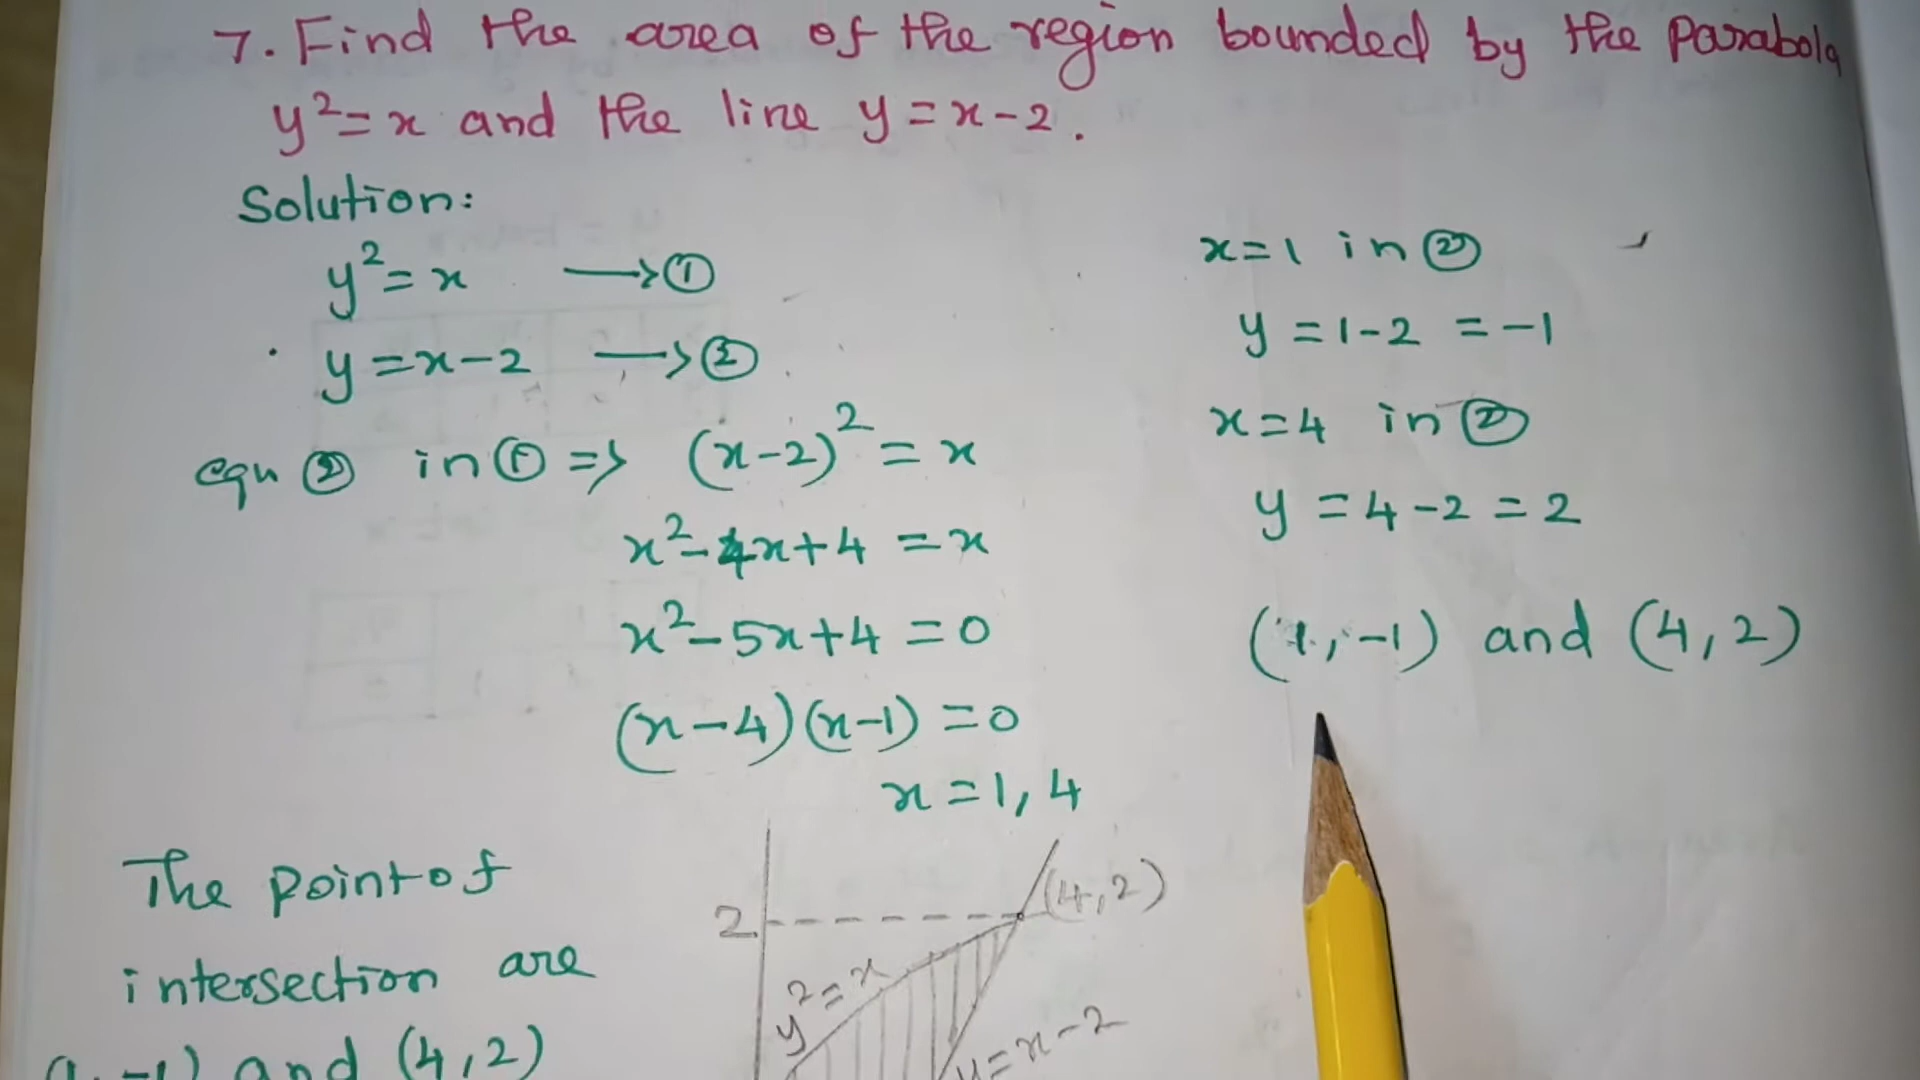 7. Find the area of the region bounded by the parabola
y²=x and the line y=x-2.
Solution:
y²=x ⟶①
y=x-2 ⟶②
equ ② in ① => (x-2)²=x
x²-4x+4=x
x²-5x+4=0
(x-4)(x-1)=0
x=1,4
x=1 in ②
y=1-2=-1
x=4 in ②
y=4-2=2
(1,-1) and (4,2)
The point of
intersection are
(1,-1) and (4,2)
(4,2)
2
y²=x
y=x-2